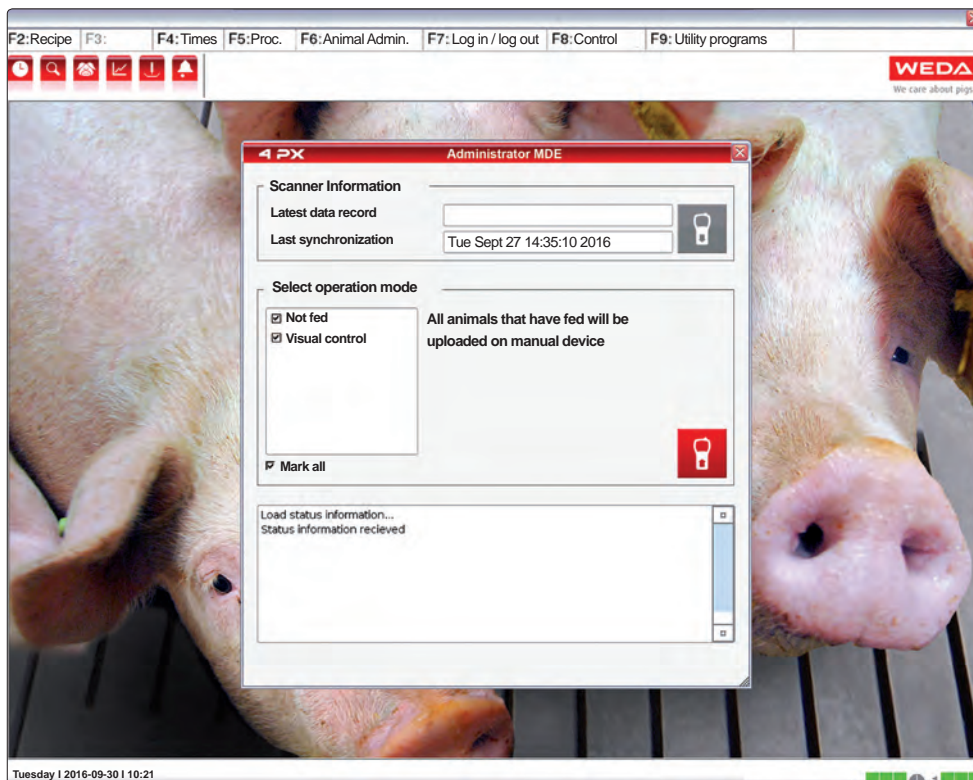 F2:Recipe F3: F4:Times F5:Proc. F6:Animal Admin. F7:Log in / log out F8:Control F9:Utility programs
WEDA
We care about pigs
4 PX Administrator MDE
Scanner Information
Latest data record
Last synchronization Tue Sept 27 14:35:10 2016
Select operation mode
Not fed
Visual control
All animals that have fed will be
uploaded on manual device
Mark all
Load status information...
Status information recieved
Tuesday I 2016-09-30 I 10:21